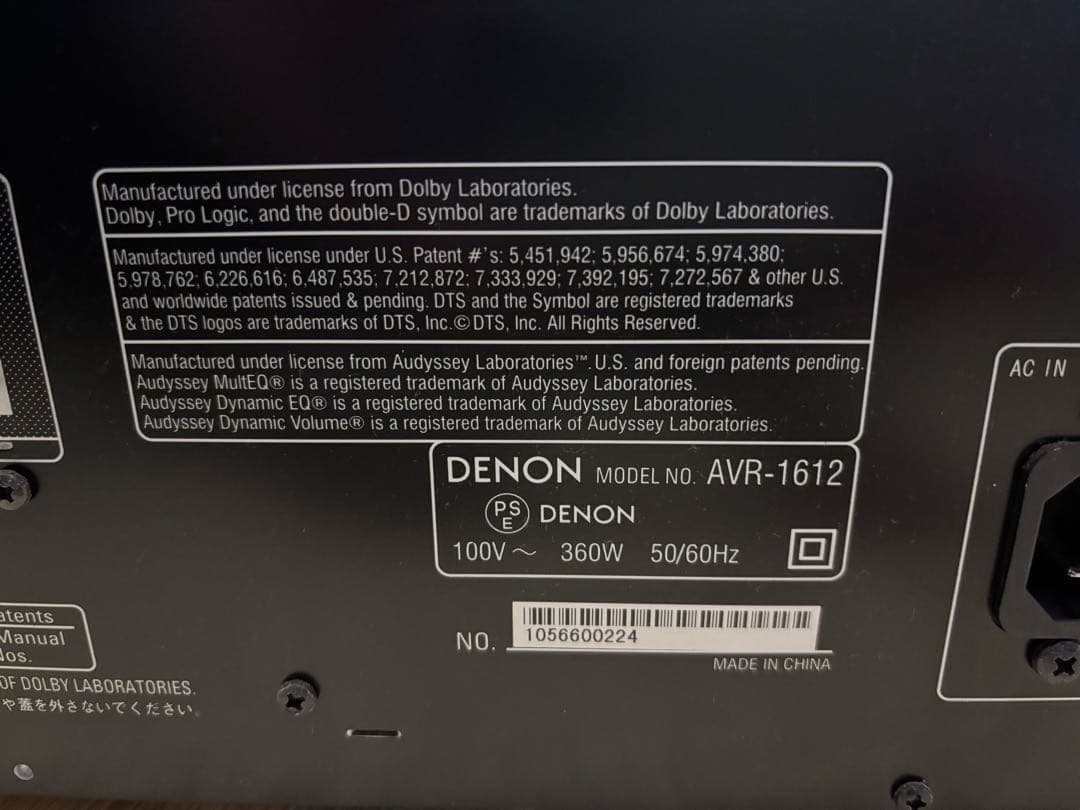 Manufactured under license from Dolby Laboratories.
Dolby, Pro Logic, and the double-D symbol are trademarks of Dolby Laboratories.
Manufactured under license under U.S. Patent #'s: 5,451,942; 5,956,674; 5,974,380;
5,978,762; 6,226,616; 6,487,535; 7,212,872; 7,333,929; 7,392,195; 7,272,567 & other U.S.
and worldwide patents issued & pending. DTS and the Symbol are registered trademarks
& the DTS logos are trademarks of DTS, Inc.© DTS, Inc. All Rights Reserved.
Manufactured under license from Audyssey Laboratories™. U.S. and foreign patents pending.
Audyssey MultEQ® is a registered trademark of Audyssey Laboratories.
Audyssey Dynamic EQ® is a registered trademark of Audyssey Laboratories.
Audyssey Dynamic Volume® is a registered trademark of Audyssey Laboratories.
AC IN
DENON MODEL NO. AVR-1612
PS E DENON
100V ~ 360W 50/60Hz
NO. 1056600224
MADE IN CHINA
Manual
OF DOLBY LABORATORIES.
や蓋を外さないでください。